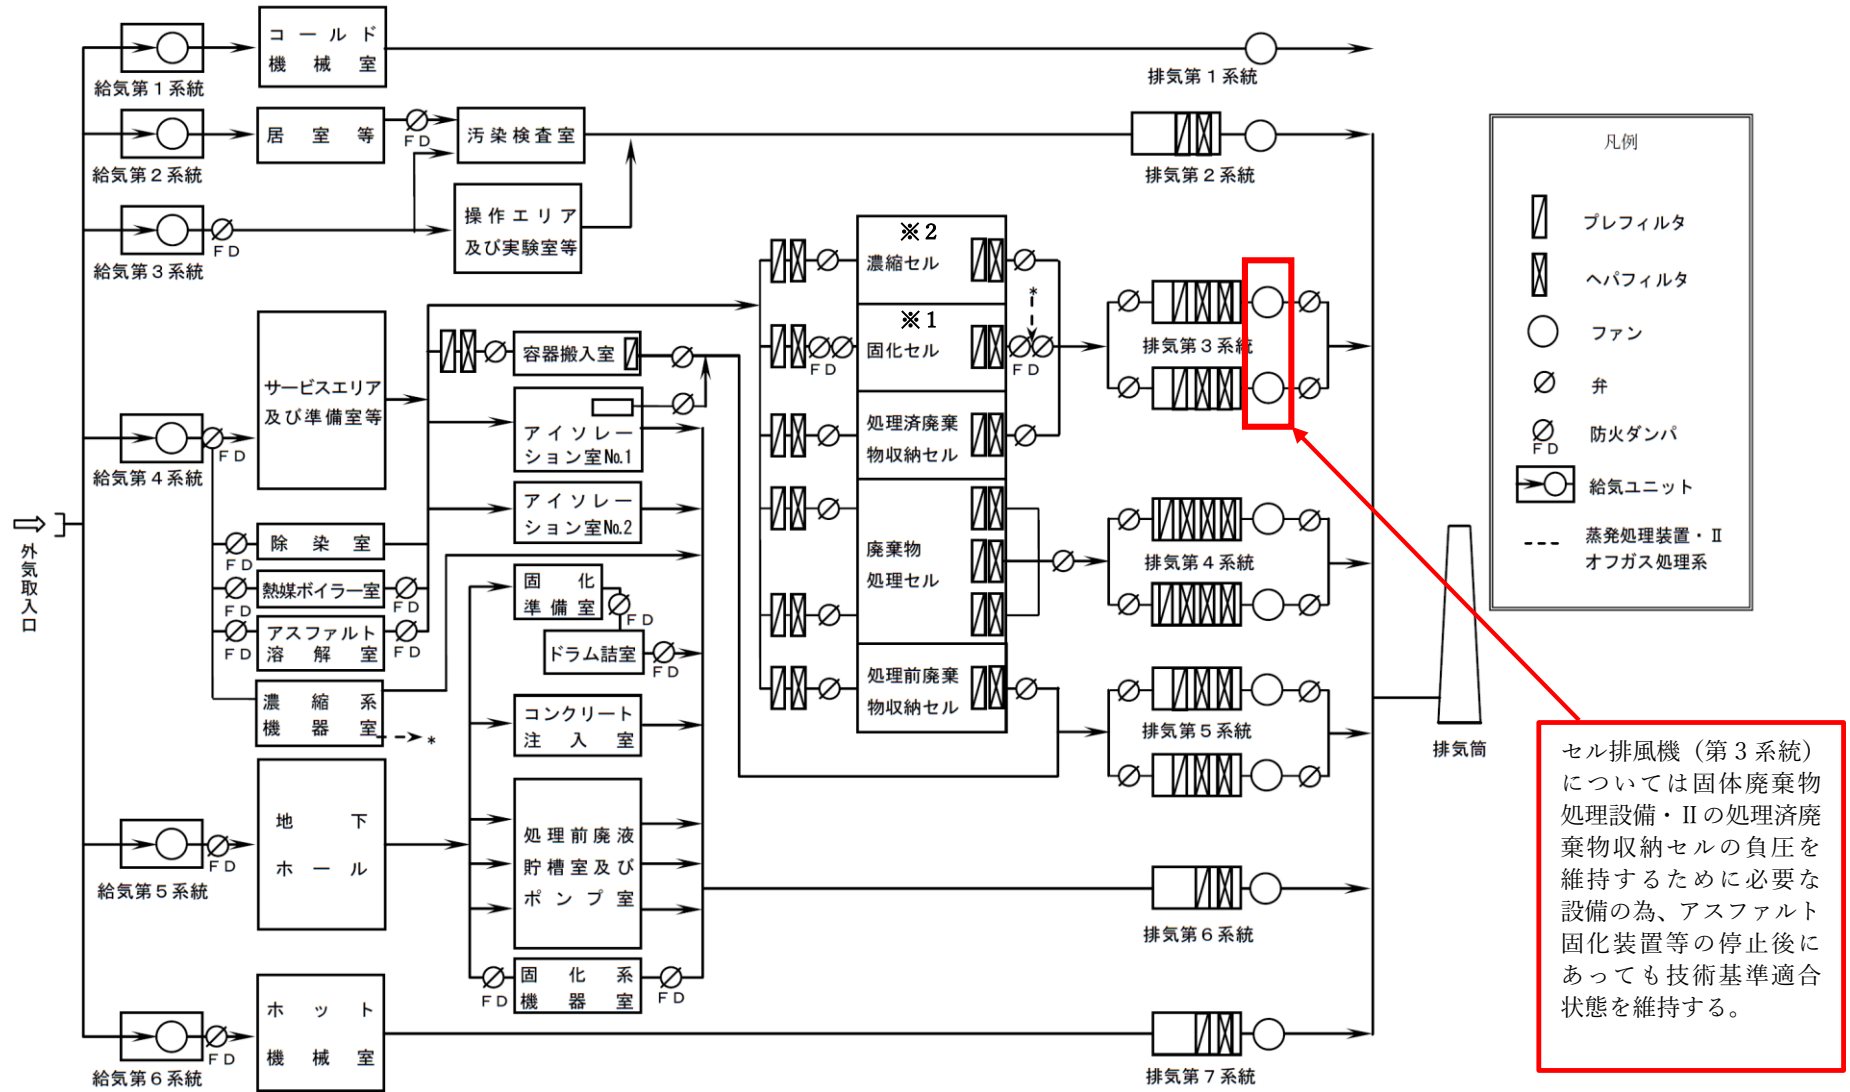 コールド
機械室
給気第1系統
排気第1系統
居室等
FD
汚染検査室
給気第2系統
排気第2系統
操作エリア
及び実験室等
FD
給気第3系統
※2
濃縮セル
*
※1
固化セル
FD
FD
排気第3系統
サービスエリア
及び準備室等
容器搬入室
アイソレー
ション室No.1
処理済廃棄
物収納セル
FD
給気第4系統
アイソレー
ション室No.2
外気取入口
除染室
FD
廃棄物
処理セル
排気第4系統
熱媒ボイラー室
FD
FD
固化
準備室
FD
アスファルト
溶解室
FD
FD
ドラム詰室
FD
濃縮系
機器室
*
処理前廃棄
物収納セル
コンクリート
注入室
排気第5系統
排気筒
地下
ホール
FD
給気第5系統
処理前廃液
貯槽室及び
ポンプ室
排気第6系統
固化系
機器室
FD
FD
ホット
機械室
FD
給気第6系統
排気第7系統
凡例
プレフィルタ
ヘパフィルタ
ファン
弁
FD
防火ダンパ
給気ユニット
蒸発処理装置・Ⅱ
オフガス処理系
セル排風機(第3系統)
については固体廃棄物
処理設備・Ⅱの処理済廃
棄物収納セルの負圧を
維持するために必要な
設備の為、アスファルト
固化装置等の停止後に
あっても技術基準適合
状態を維持する。